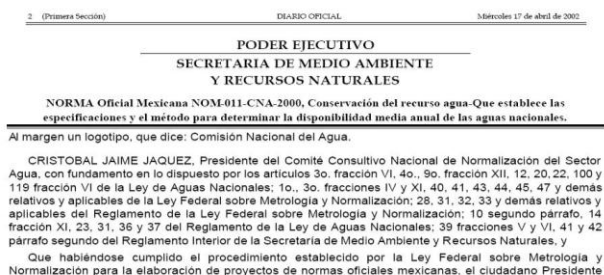 2 (Primera Sección) DIARIO OFICIAL Miércoles 17 de abril de 2002
PODER EJECUTIVO
SECRETARIA DE MEDIO AMBIENTE
Y RECURSOS NATURALES
NORMA Oficial Mexicana NOM-011-CNA-2000, Conservación del recurso agua-Que establece las
especificaciones y el método para determinar la disponibilidad media anual de las aguas nacionales.
Al margen un logotipo, que dice: Comisión Nacional del Agua.
CRISTOBAL JAIME JAQUEZ, Presidente del Comité Consultivo Nacional de Normalización del Sector
Agua, con fundamento en lo dispuesto por los artículos 3o. fracción VI, 4o., 9o. fracción XII, 12, 20, 22, 100 y
119 fracción VI de la Ley de Aguas Nacionales; 1o., 3o. fracciones IV y XI, 40, 41, 43, 44, 45, 47 y demás
relativos y aplicables de la Ley Federal sobre Metrología y Normalización; 28, 31, 32, 33 y demás relativos y
aplicables del Reglamento de la Ley Federal sobre Metrología y Normalización; 10 segundo párrafo, 14
fracción XI, 23, 31, 36 y 37 del Reglamento de la Ley de Aguas Nacionales; 39 fracciones V y VI, 41 y 42
párrafo segundo del Reglamento Interior de la Secretaría de Medio Ambiente y Recursos Naturales, y
Que habiéndose cumplido el procedimiento establecido por la Ley Federal sobre Metrología y
Normalización para la elaboración de proyectos de normas oficiales mexicanas, el ciudadano Presidente